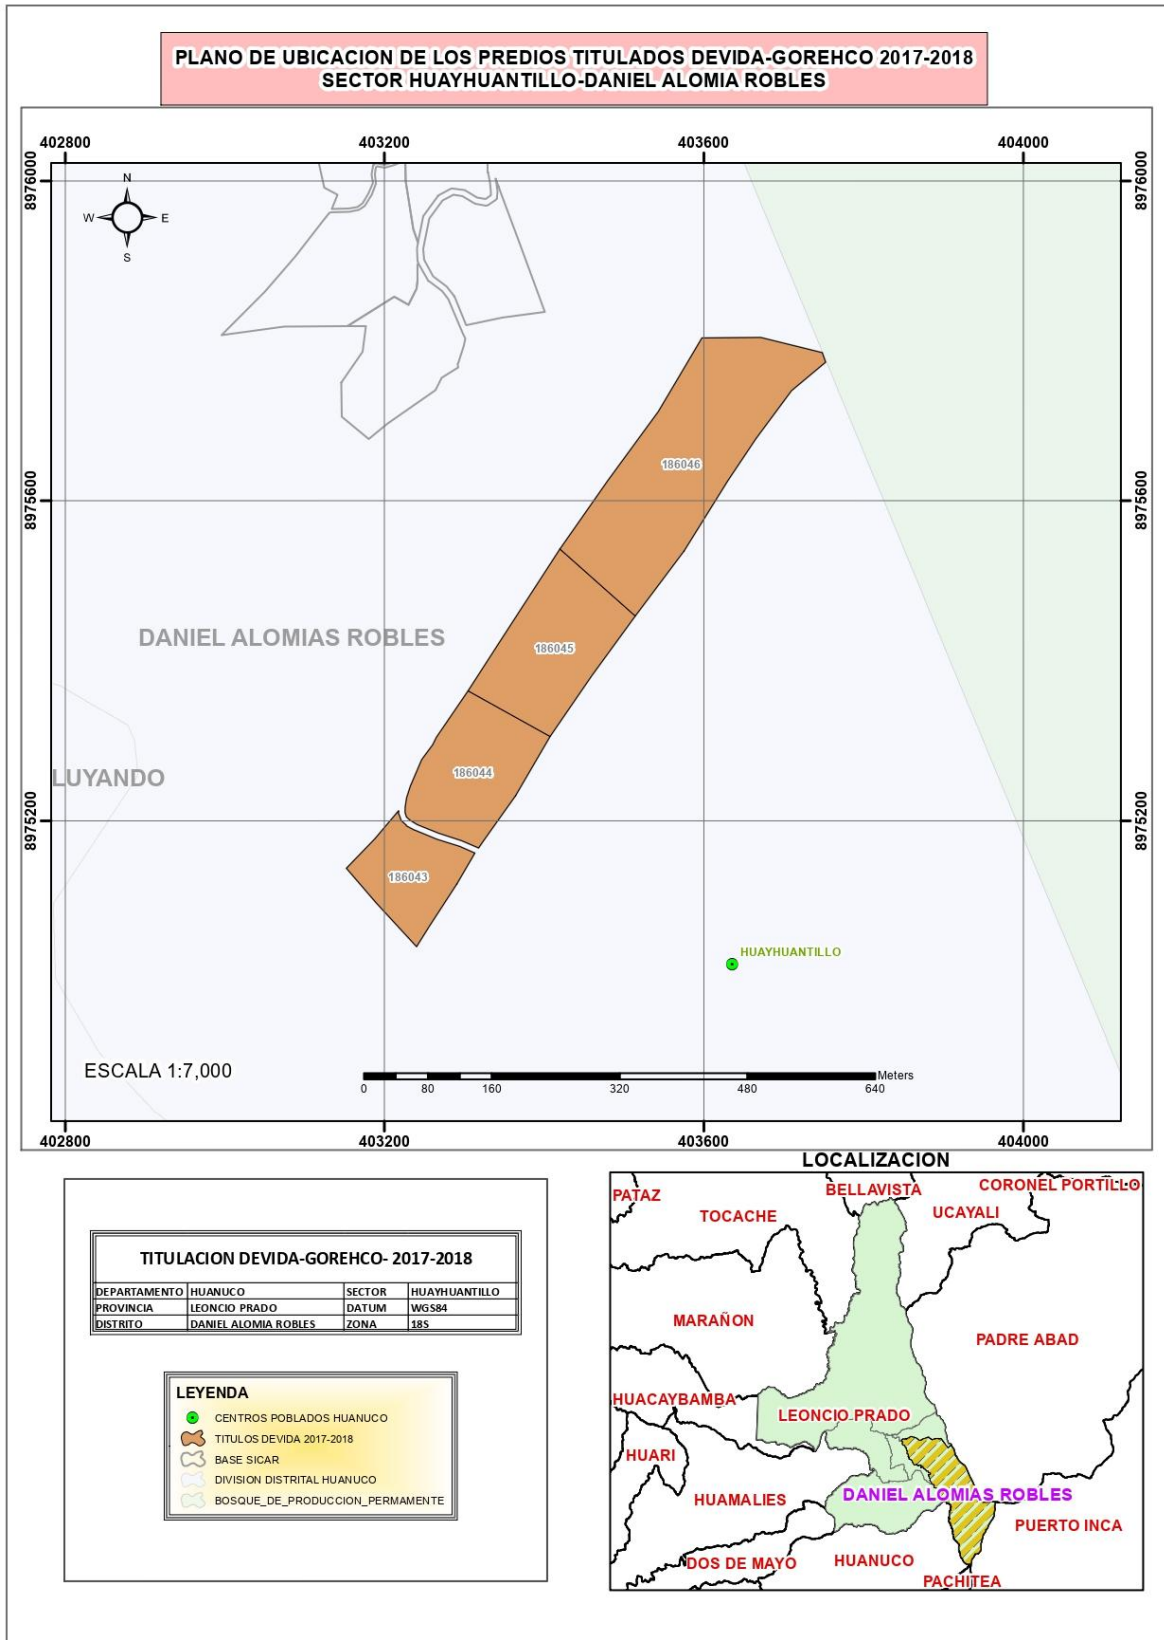 PLANO DE UBICACION DE LOS PREDIOS TITULADOS DEVIDA-GOREHCO 2017-2018
SECTOR HUAYHUANTILLO-DANIEL ALOMIA ROBLES
402800 403200 403600 404000
8976000 8976000
N
W E
S
186046
8975600 8975600
DANIEL ALOMIAS ROBLES
186045
LUYANDO
186044
8975200 8975200
186043
HUAYHUANTILLO
ESCALA 1:7,000
Meters
0 80 160 320 480 640
402800 403200 403600 404000
LOCALIZACION
PATAZ
BELLAVISTA
CORONEL PORTILLO
TOCACHE
UCAYALI
MARAÑON
PADRE ABAD
HUACAYBAMBA
LEONCIO PRADO
HUARI
HUAMALIES
DANIEL ALOMIAS ROBLES
PUERTO INCA
DOS DE MAYO
HUANUCO
PACHITEA
TITULACION DEVIDA-GOREHCO- 2017-2018
DEPARTAMENTO HUANUCO SECTOR HUAYHUANTILLO
PROVINCIA LEONCIO PRADO DATUM WGS84
DISTRITO DANIEL ALOMIA ROBLES ZONA 18S
LEYENDA
CENTROS POBLADOS HUANUCO
TITULOS DEVIDA 2017-2018
BASE SICAR
DIVISION DISTRITAL HUANUCO
BOSQUE_DE_PRODUCCION_PERMAMENTE